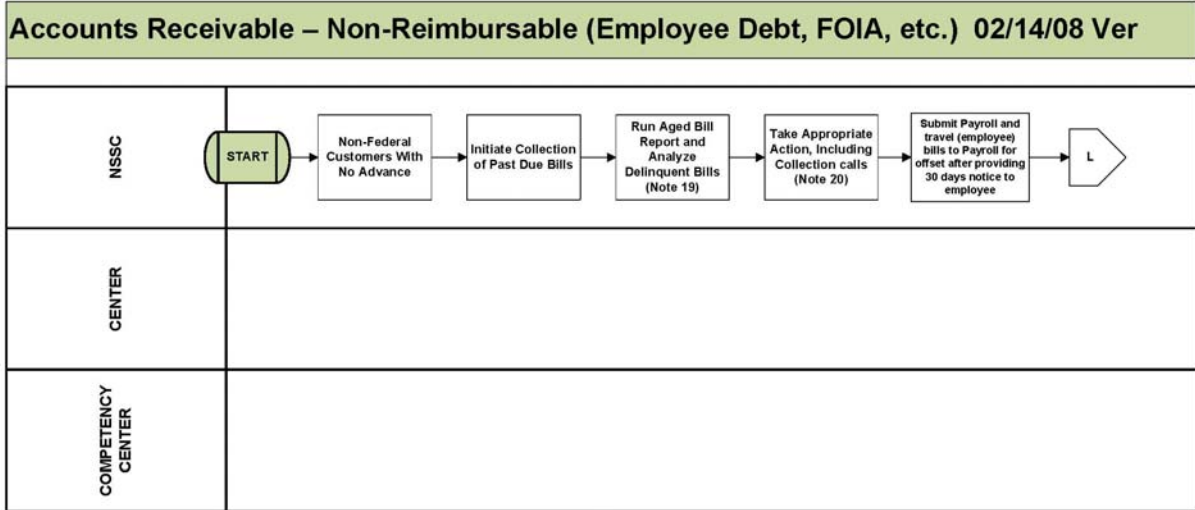 Accounts Receivable – Non-Reimbursable (Employee Debt, FOIA, etc.)  02/14/08 Ver
NSSC
START
Non-Federal
Customers With
No Advance
Initiate Collection
of Past Due Bills
Run Aged Bill
Report and
Analyze
Delinquent Bills
(Note 19)
Take Appropriate
Action, Including
Collection calls
(Note 20)
Submit Payroll and
travel (employee)
bills to Payroll for
offset after providing
30 days notice to
employee
L
CENTER
COMPETENCY
CENTER